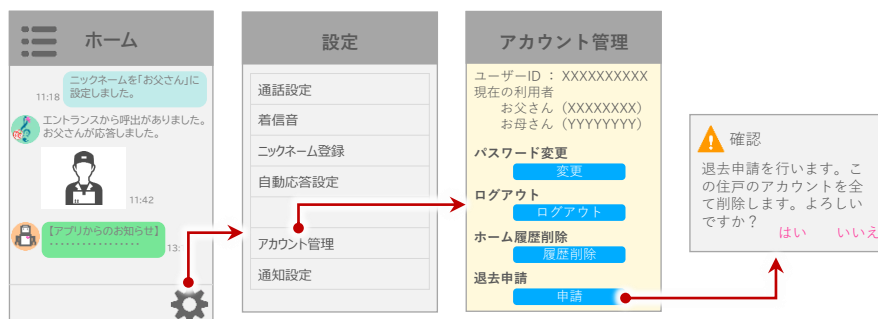 ホーム
ニックネームを「お父さん」に
設定しました。
11:18
エントランスから呼出がありました。
お父さんが応答しました。
11:42
【アプリからのお知らせ】
・・・・・・・・・・・・・・・・
13:
設定
通話設定
着信音
ニックネーム登録
自動応答設定
アカウント管理
通知設定
アカウント管理
ユーザーID ： XXXXXXXXXX
現在の利用者
お父さん（XXXXXXXX）
お母さん（YYYYYYYY）
パスワード変更
変更
ログアウト
ログアウト
ホーム履歴削除
履歴削除
退去申請
申請
確認
退去申請を行います。こ
の住戸のアカウントを全
て削除します。よろしい
ですか？
はい　いいえ